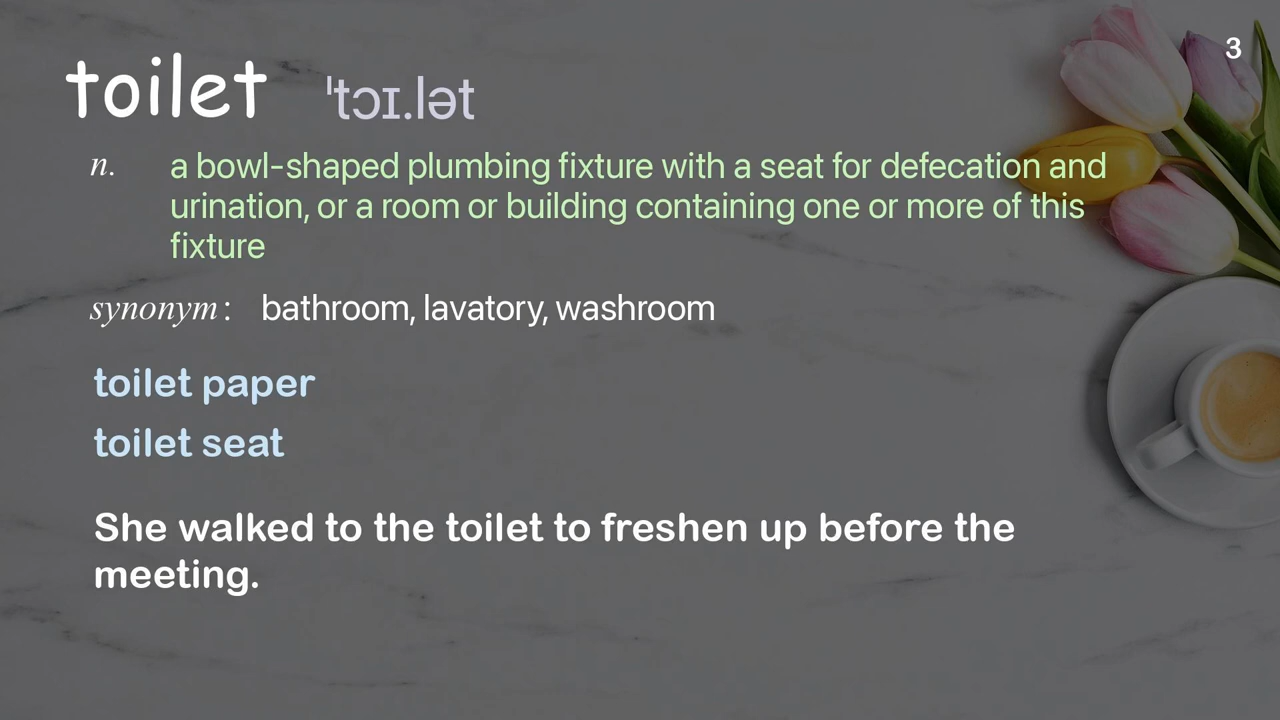 3
toilet ˈtɔɪ.lət
n. a bowl-shaped plumbing fixture with a seat for defecation and
urination, or a room or building containing one or more of this
fixture
synonym: bathroom, lavatory, washroom
toilet paper
toilet seat
She walked to the toilet to freshen up before the
meeting.